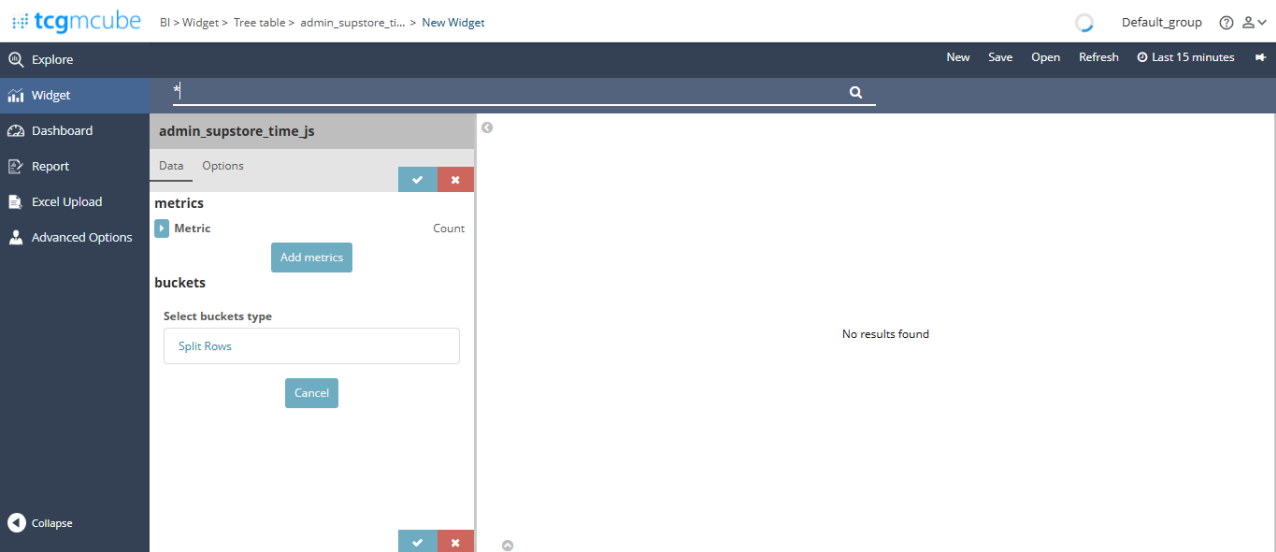 tcgmcube BI > Widget > Tree table > admin_supstore_ti... > New Widget Default_group
Explore New Save Open Refresh Last 15 minutes
Widget *
Dashboard admin_supstore_time_js
Report Data Options
Excel Upload metrics
Advanced Options Metric Count
Add metrics
buckets
Select buckets type
Split Rows
No results found
Cancel
Collapse